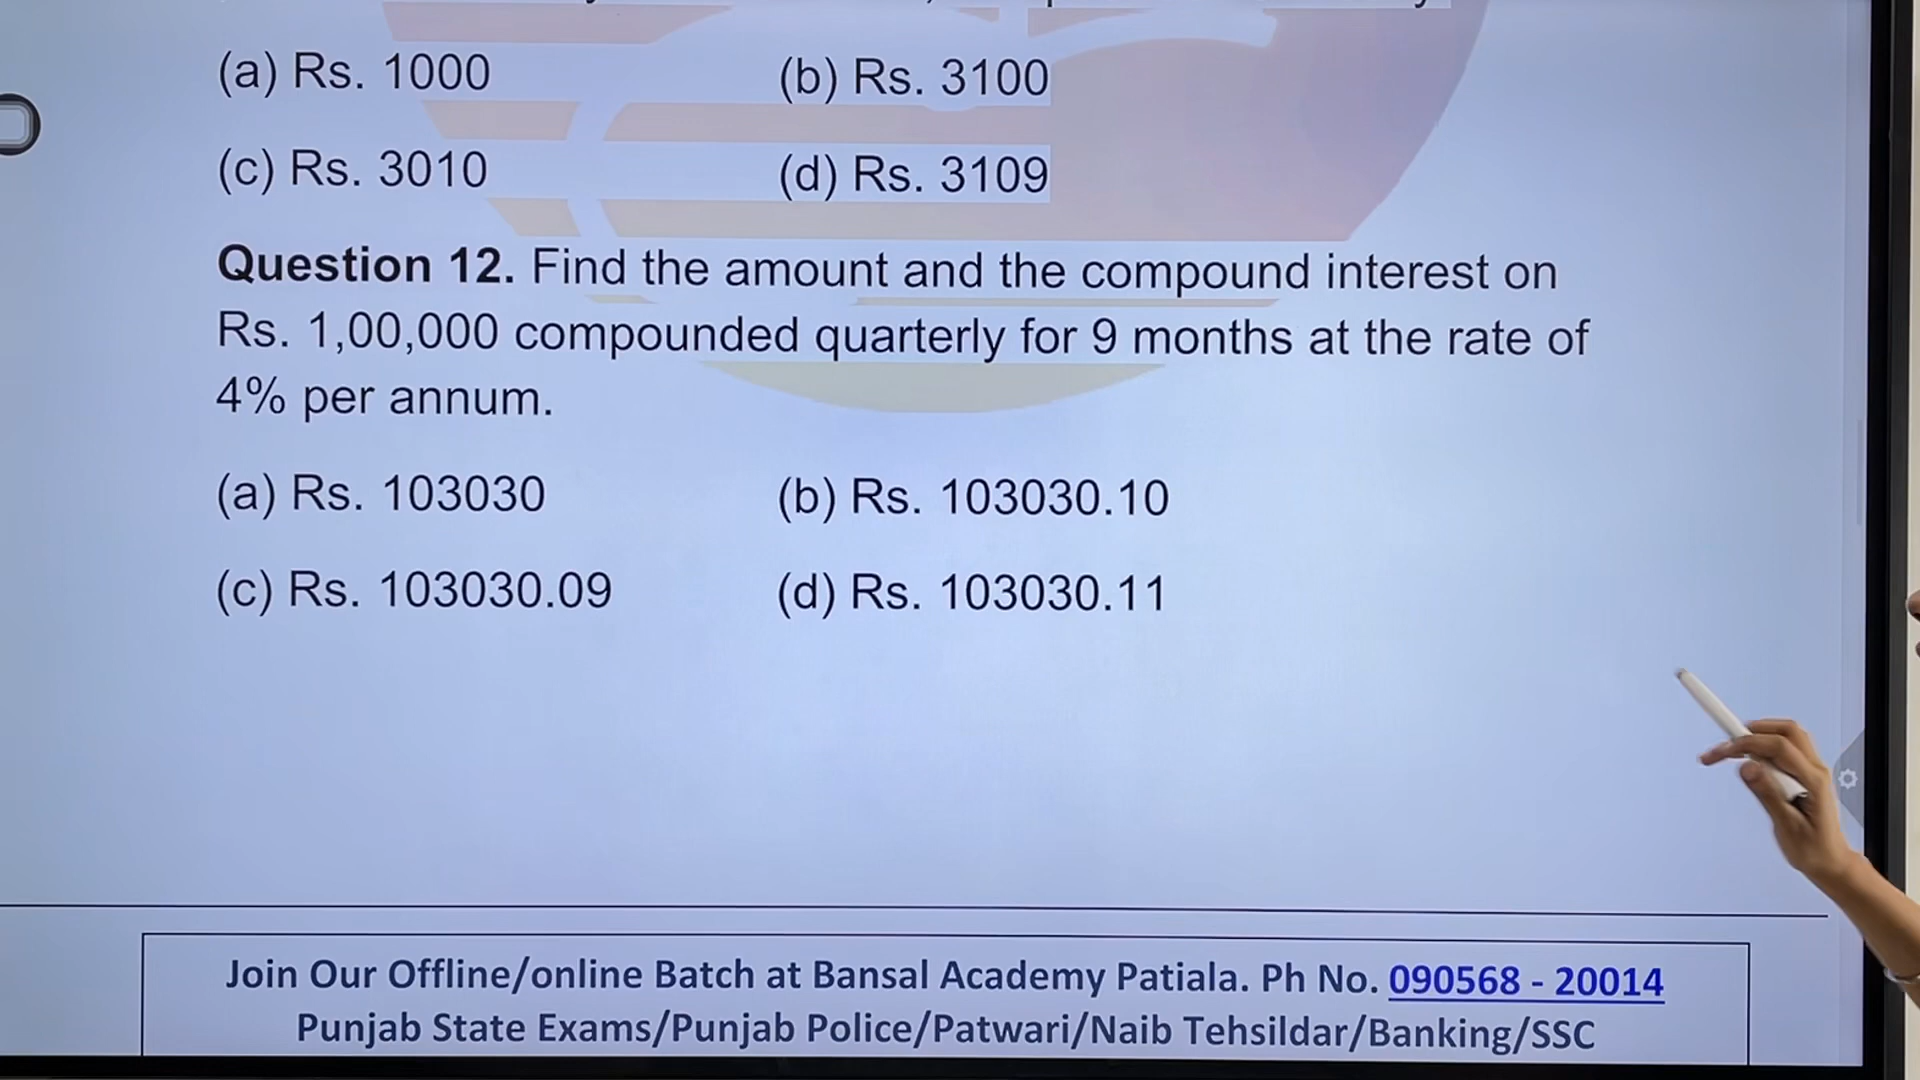 (a) Rs. 1000 (b) Rs. 3100
(c) Rs. 3010 (d) Rs. 3109
Question 12. Find the amount and the compound interest on
Rs. 1,00,000 compounded quarterly for 9 months at the rate of
4% per annum.
(a) Rs. 103030 (b) Rs. 103030.10
(c) Rs. 103030.09 (d) Rs. 103030.11
Join Our Offline/online Batch at Bansal Academy Patiala. Ph No. 090568 - 20014
Punjab State Exams/Punjab Police/Patwari/Naib Tehsildar/Banking/SSC